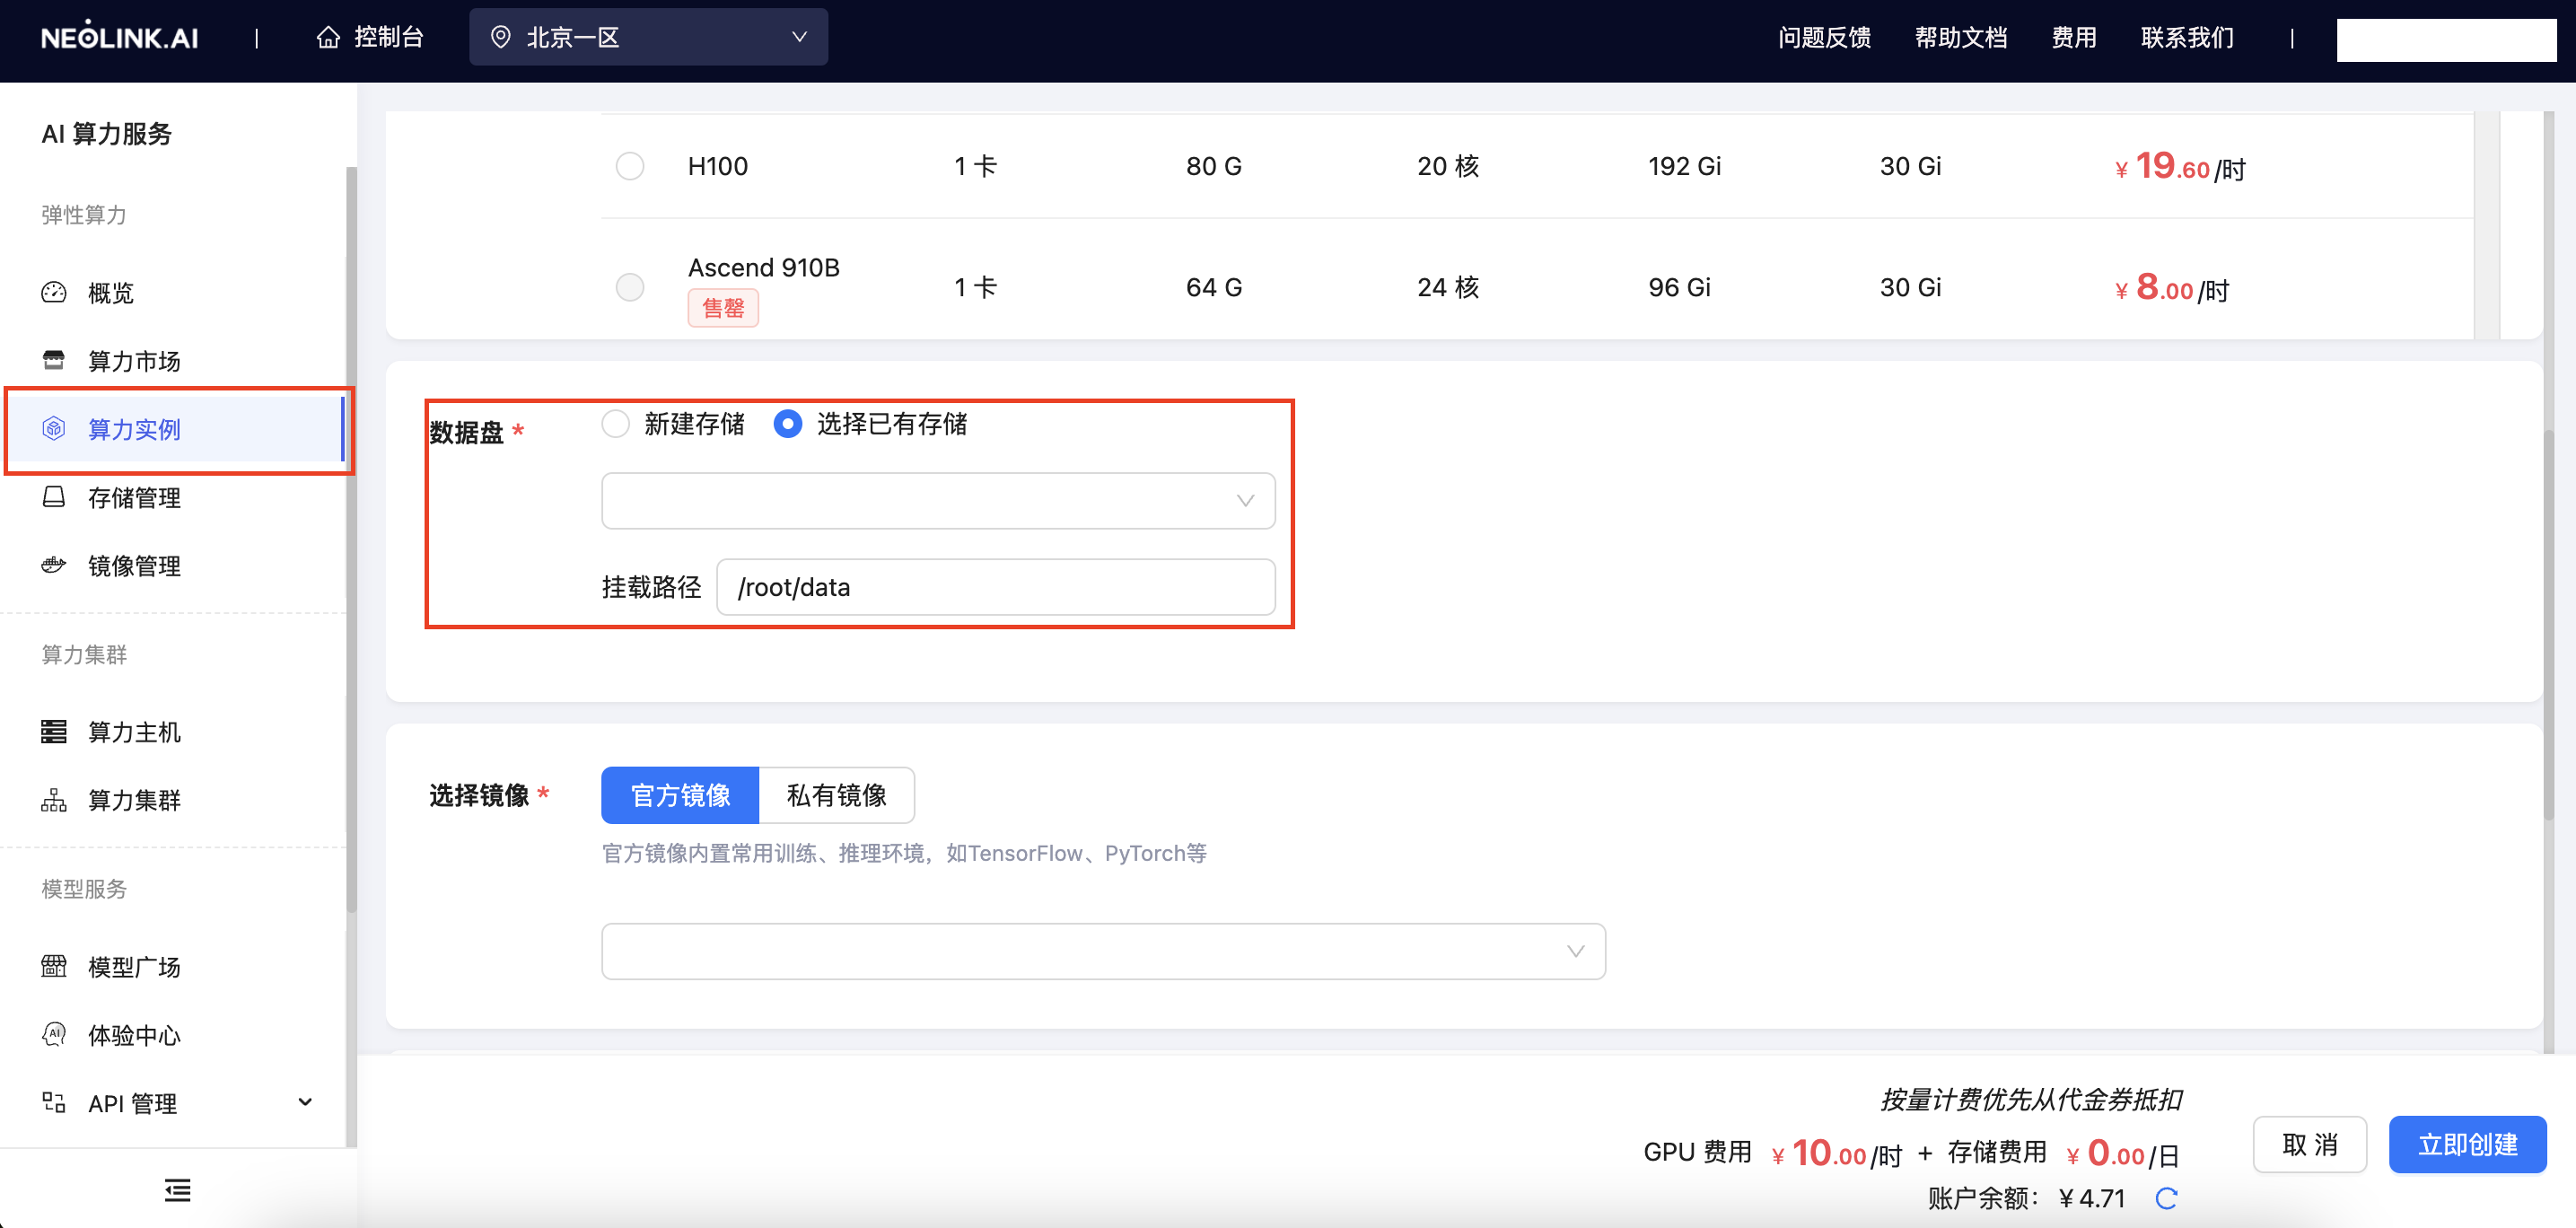 NEOLINK.AI | 控制台 北京一区 问题反馈 帮助文档 费用 联系我们 |
AI 算力服务
弹性算力
概览
算力市场
算力实例
存储管理
镜像管理
算力集群
算力主机
算力集群
模型服务
模型广场
AI 体验中心
API 管理
H100 1 卡 80 G 20 核 192 Gi 30 Gi ¥ 19.60/时
Ascend 910B 1 卡 64 G 24 核 96 Gi 30 Gi ¥ 8.00/时
售罄
数据盘 * 新建存储 选择已有存储
挂载路径 /root/data
选择镜像 * 官方镜像 私有镜像
官方镜像内置常用训练、推理环境，如TensorFlow、PyTorch等
按量计费优先从代金券抵扣
GPU 费用 ¥ 10.00/时 + 存储费用 ¥ 0.00/日
账户余额：¥ 4.71
取 消 立即创建